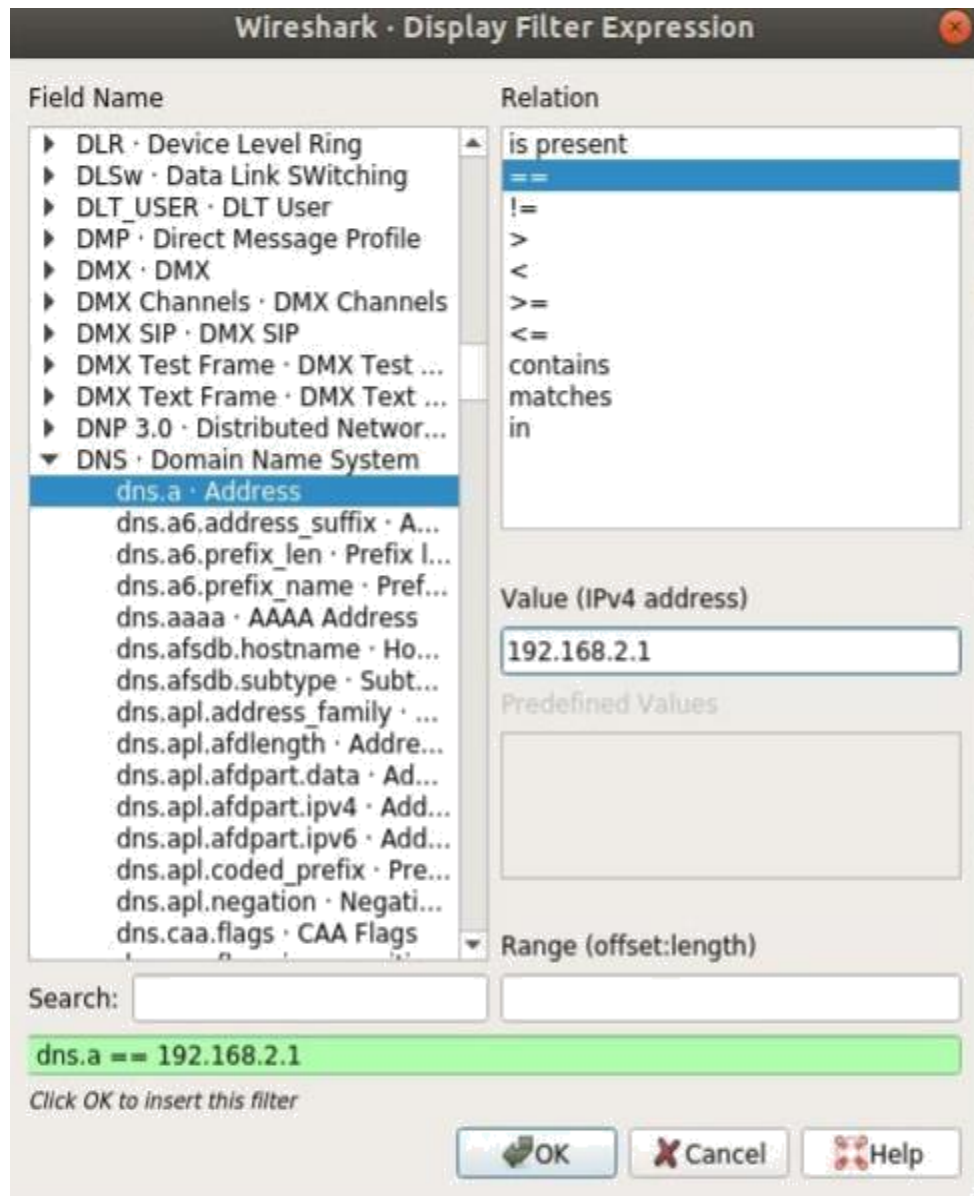 Wireshark · Display Filter Expression
Field Name
DLR · Device Level Ring
DLSw · Data Link SWitching
DLT_USER · DLT User
DMP · Direct Message Profile
DMX · DMX
DMX Channels · DMX Channels
DMX SIP · DMX SIP
DMX Test Frame · DMX Test ...
DMX Text Frame · DMX Text ...
DNP 3.0 · Distributed Networ...
DNS · Domain Name System
dns.a · Address
dns.a6.address_suffix · A...
dns.a6.prefix_len · Prefix l...
dns.a6.prefix_name · Pref...
dns.aaaa · AAAA Address
dns.afsdb.hostname · Ho...
dns.afsdb.subtype · Subt...
dns.apl.address_family · ...
dns.apl.afdlength · Addre...
dns.apl.afdpart.data · Ad...
dns.apl.afdpart.ipv4 · Add...
dns.apl.afdpart.ipv6 · Add...
dns.apl.coded_prefix · Pre...
dns.apl.negation · Negati...
dns.caa.flags · CAA Flags
Relation
is present
==
!=
>
<
>=
<=
contains
matches
in
Value (IPv4 address)
192.168.2.1
Predefined Values
Range (offset:length)
Search:
dns.a == 192.168.2.1
Click OK to insert this filter
OK
Cancel
Help